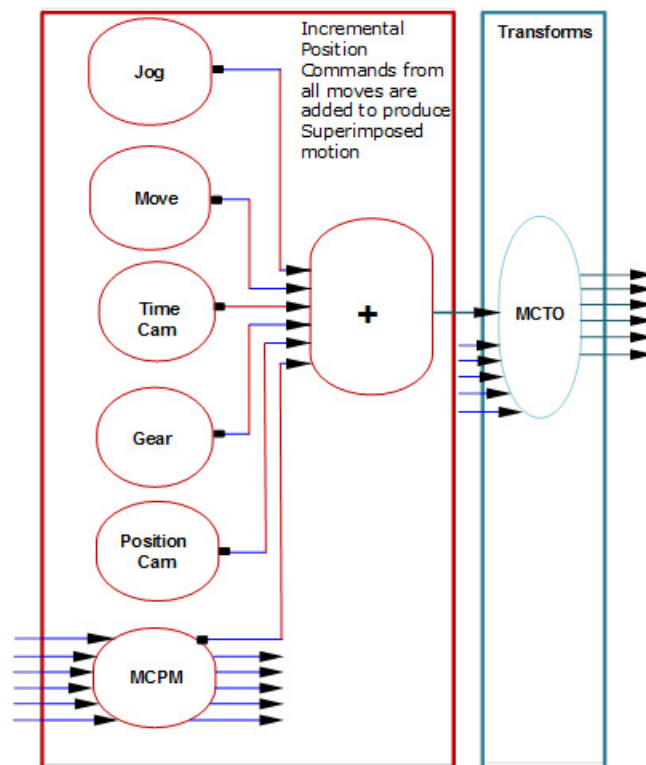 Jog
Incremental
Position
Commands from
all moves are
added to produce
Superimposed
motion
Transforms
Move
Time
Cam
+
MCTO
Gear
Position
Cam
MCPM